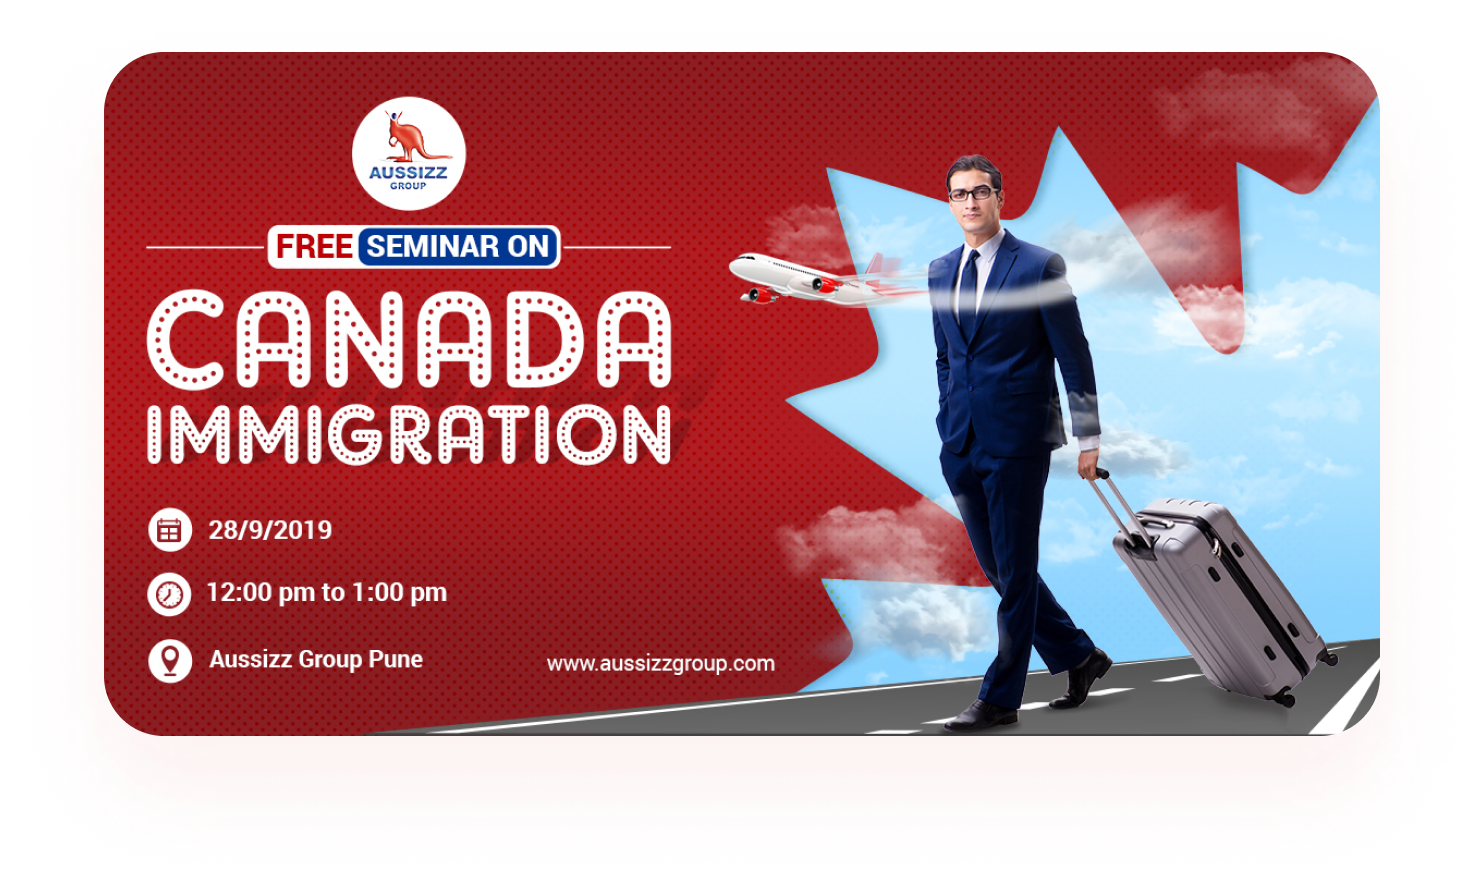 AUSSIZZ
GROUP
FREE SEMINAR ON
CANADA
IMMIGRATION
28/9/2019
12:00 pm to 1:00 pm
Aussizz Group Pune
www.aussizzgroup.com